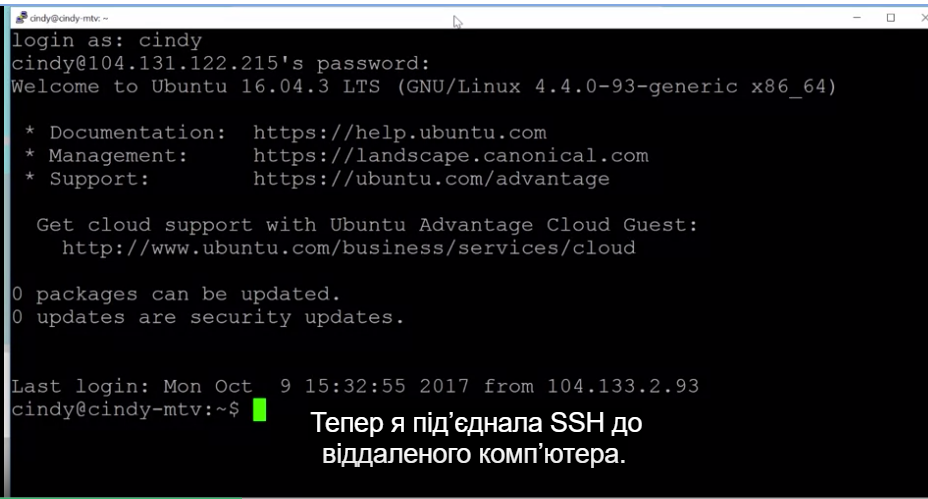 cindy@cindy-mtv: ~
login as: cindy
cindy@104.131.122.215's password:
Welcome to Ubuntu 16.04.3 LTS (GNU/Linux 4.4.0-93-generic x86_64)
* Documentation: https://help.ubuntu.com
* Management: https://landscape.canonical.com
* Support: https://ubuntu.com/advantage
Get cloud support with Ubuntu Advantage Cloud Guest:
http://www.ubuntu.com/business/services/cloud
0 packages can be updated.
0 updates are security updates.
Last login: Mon Oct  9 15:32:55 2017 from 104.133.2.93
cindy@cindy-mtv:~$
Тепер я під’єднала SSH до
віддаленого комп’ютера.